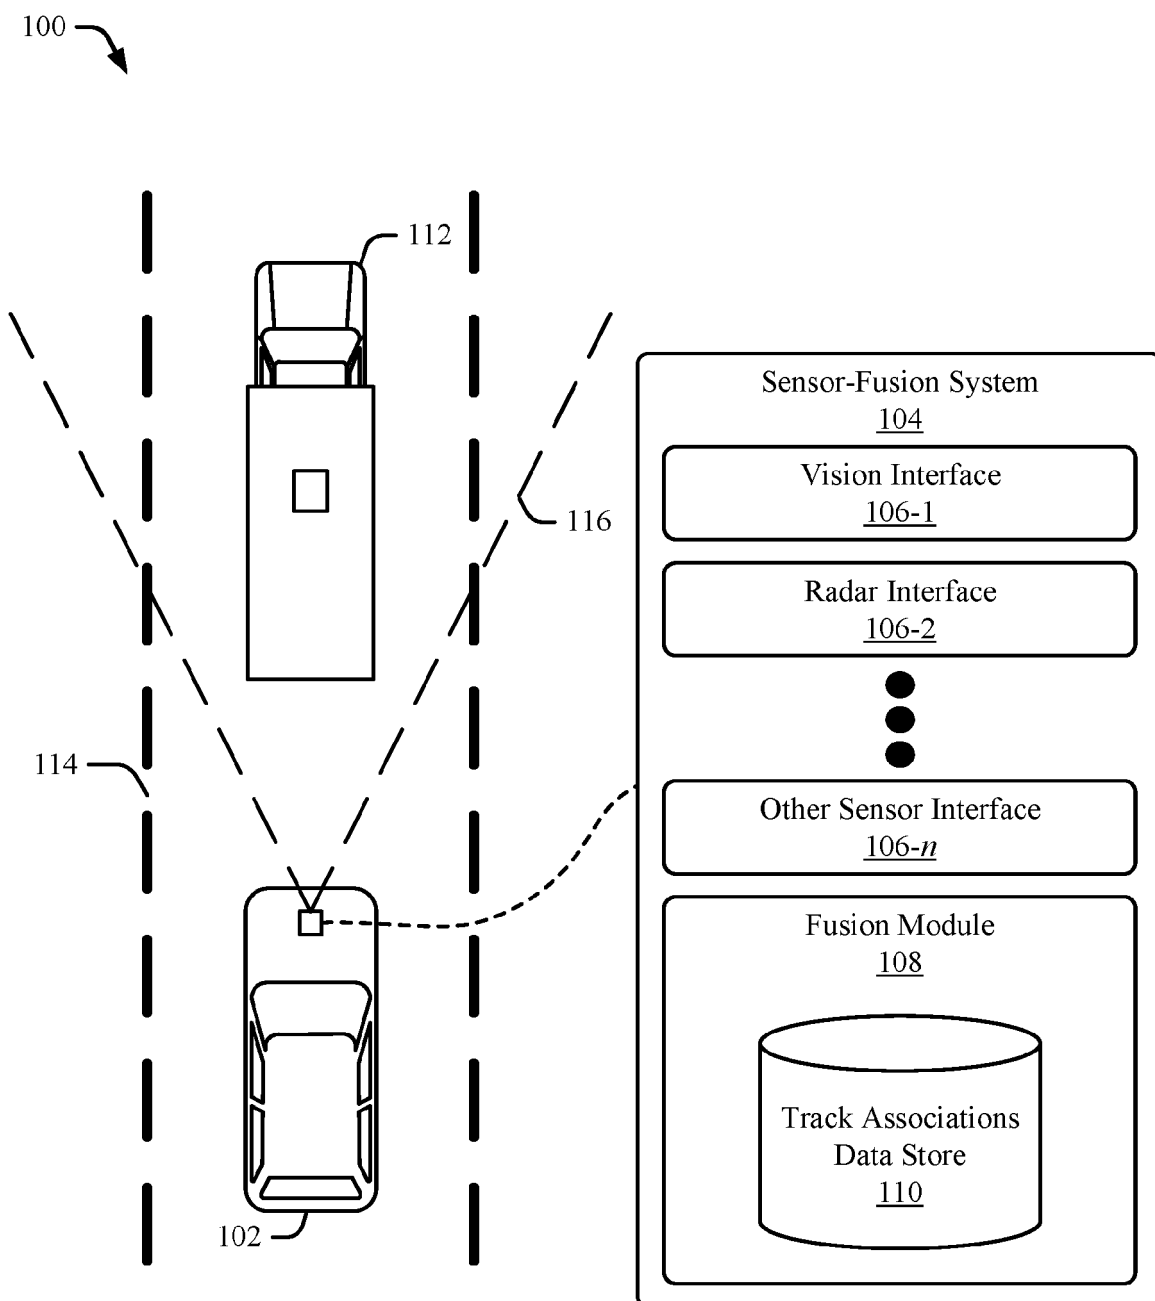 100
112
116
114
102
Sensor-Fusion System
104
Vision Interface
106-1
Radar Interface
106-2
Other Sensor Interface
106-n
Fusion Module
108
Track Associations
Data Store
110